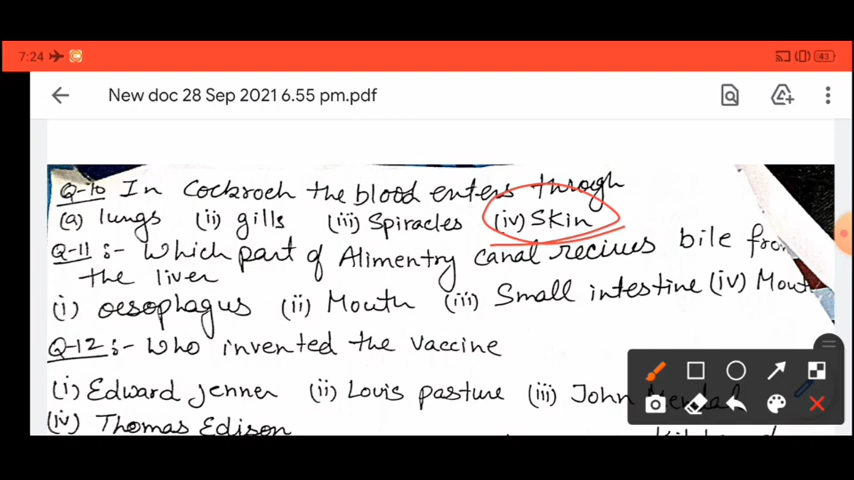 7:24
43
New doc 28 Sep 2021 6.55 pm.pdf
Q-10 In Cockroch the blood enters through
(a) lungs (ii) gills (iii) Spiracles (iv) Skin
Q-11 :- Which part of Alimentry canal recives bile from
the liver
(i) oesophagus (ii) Mouth (iii) Small intestine (iv) Mouth
Q-12 :- Who invented the vaccine
(i) Edward Jenner (ii) Louis pasture (iii) John Mendal
(iv) Thomas Edison